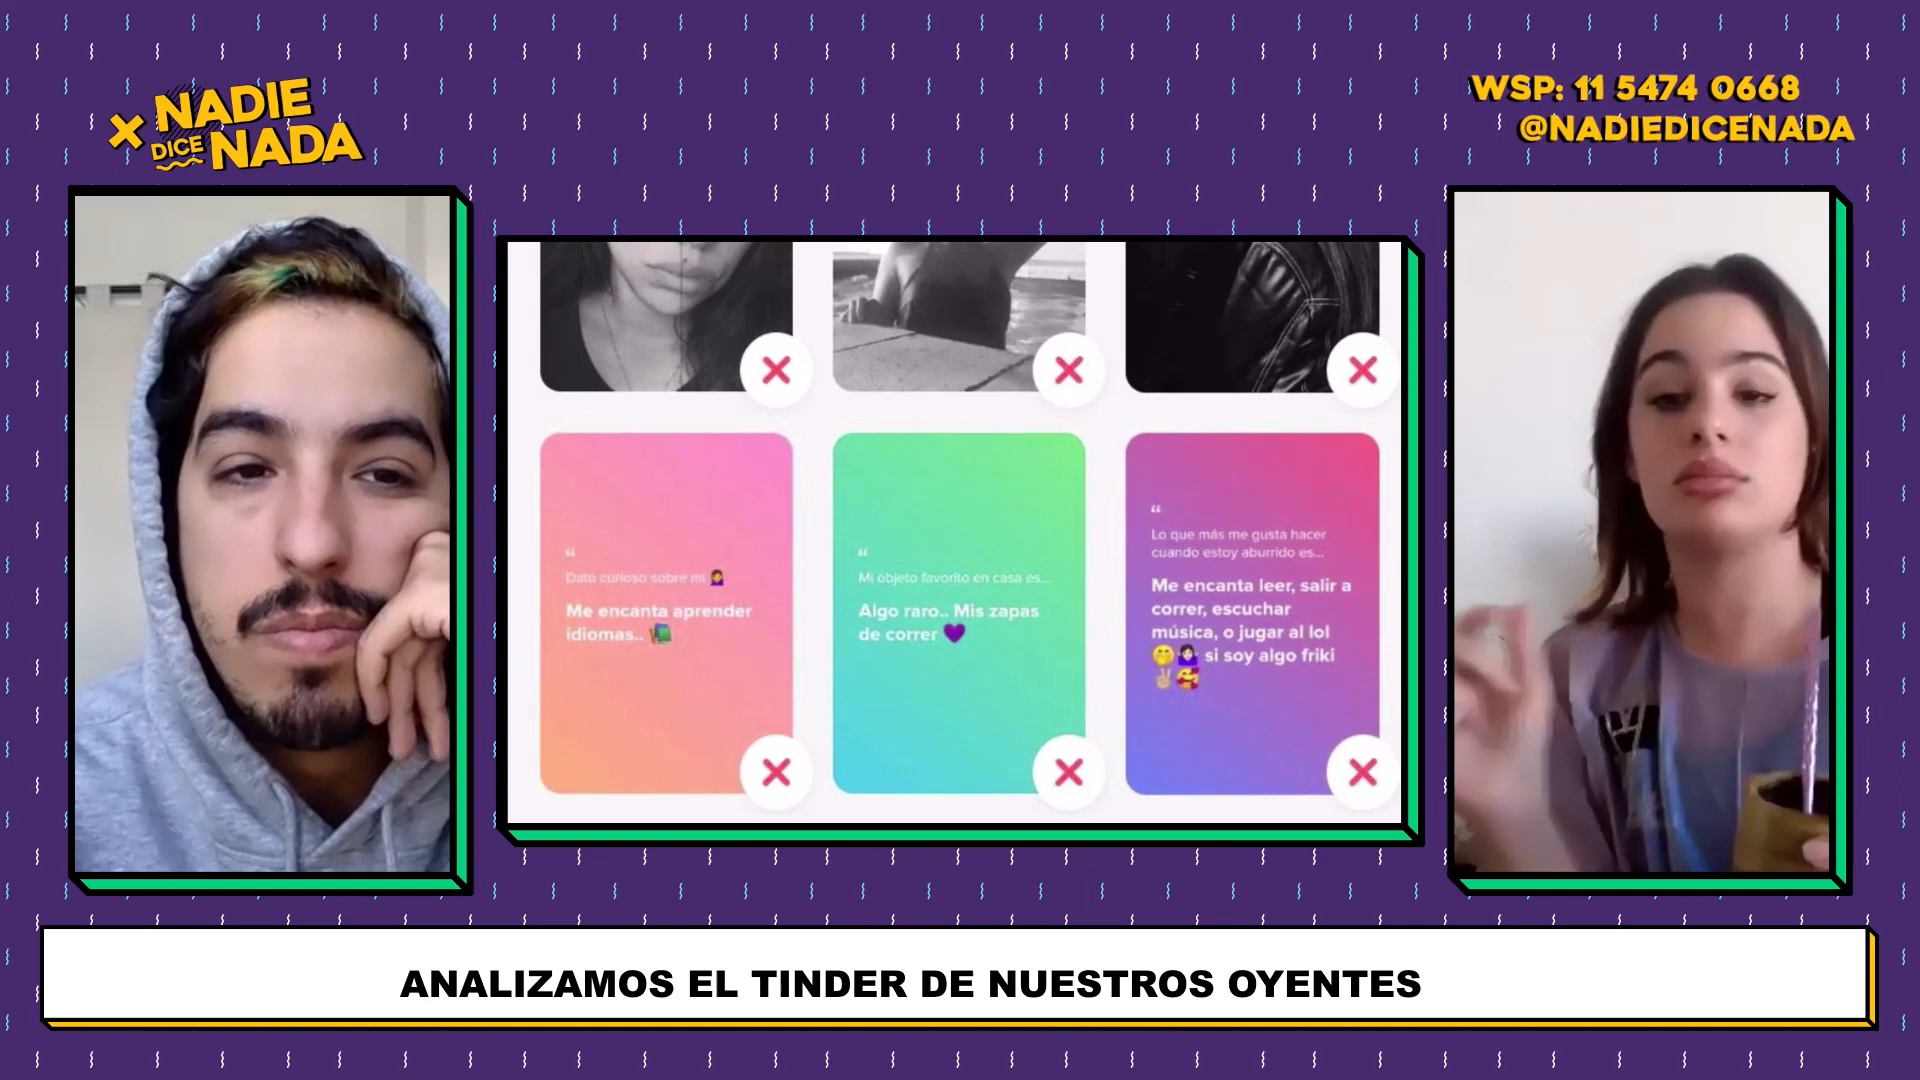 NADIE
DICE NADA
WSP: 11 5474 0668
@NADIEDICENADA
“
Dato curioso sobre mi 🤷‍♀️
Me encanta aprender
idiomas.. 📚
“
Mi objeto favorito en casa es...
Algo raro.. Mis zapas
de correr 💜
“
Lo que más me gusta hacer
cuando estoy aburrido es...
Me encanta leer, salir a
correr, escuchar
música, o jugar al lol
🤭🤷🏻‍♀️ si soy algo friki
✌🏼🥰
ANALIZAMOS EL TINDER DE NUESTROS OYENTES